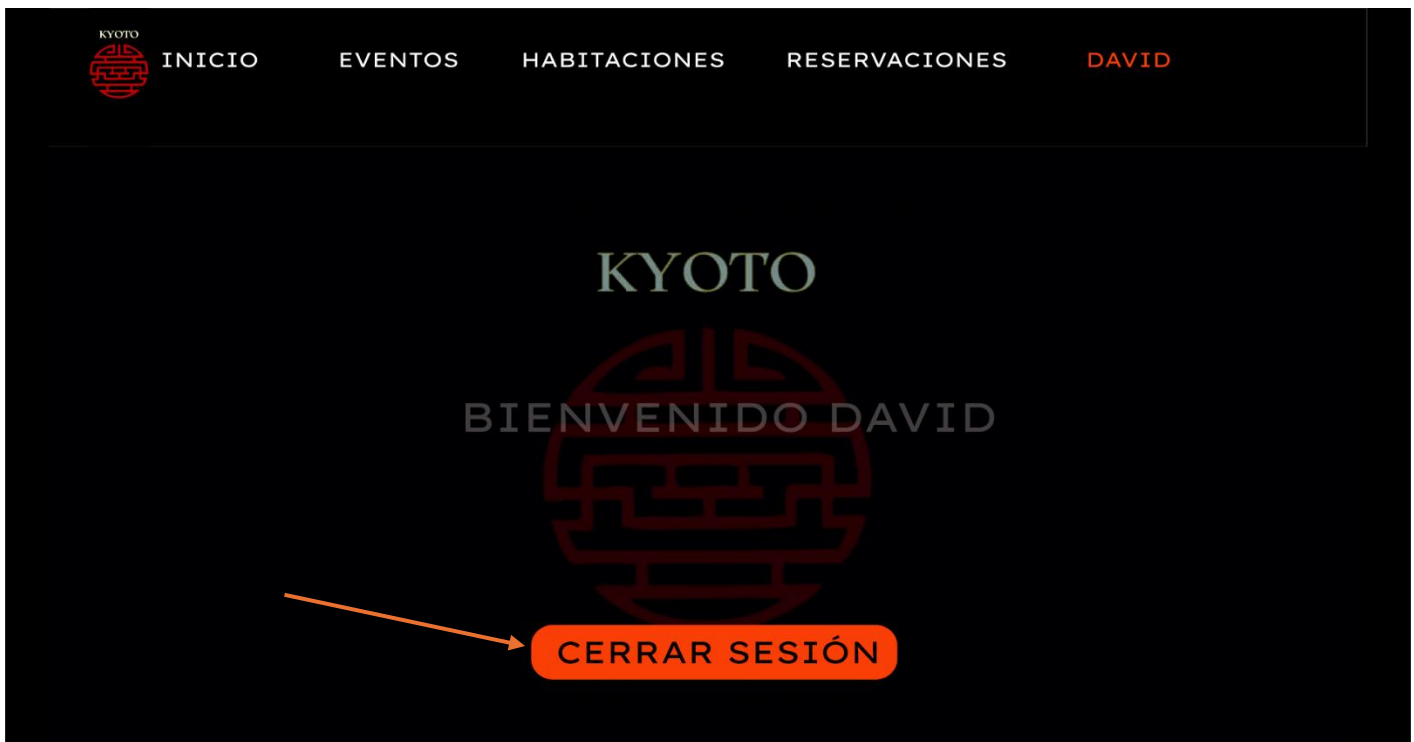 KYOTO
INICIO EVENTOS HABITACIONES RESERVACIONES DAVID
KYOTO
BIENVENIDO DAVID
CERRAR SESIÓN